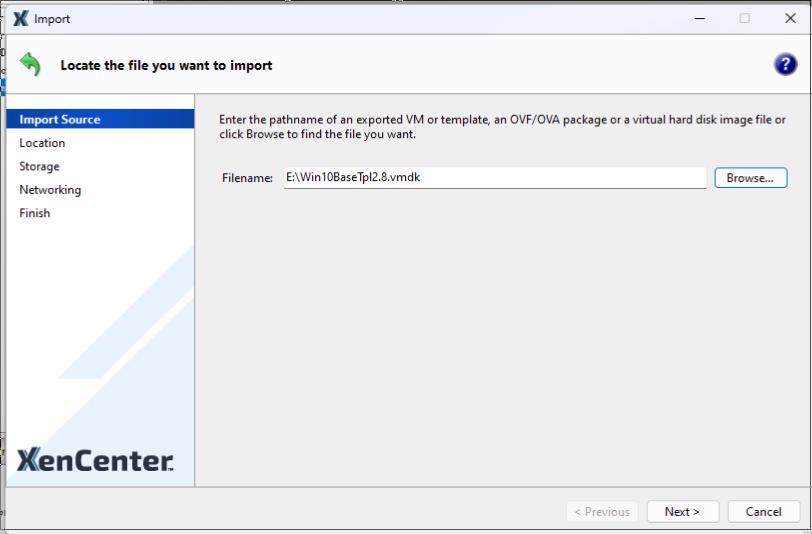 Import
Locate the file you want to import
Import Source
Location
Storage
Networking
Finish
Enter the pathname of an exported VM or template, an OVF/OVA package or a virtual hard disk image file or
click Browse to find the file you want.
Filename: E:\Win10BaseTpl2.8.vmdk Browse...
XenCenter™
< Previous Next > Cancel